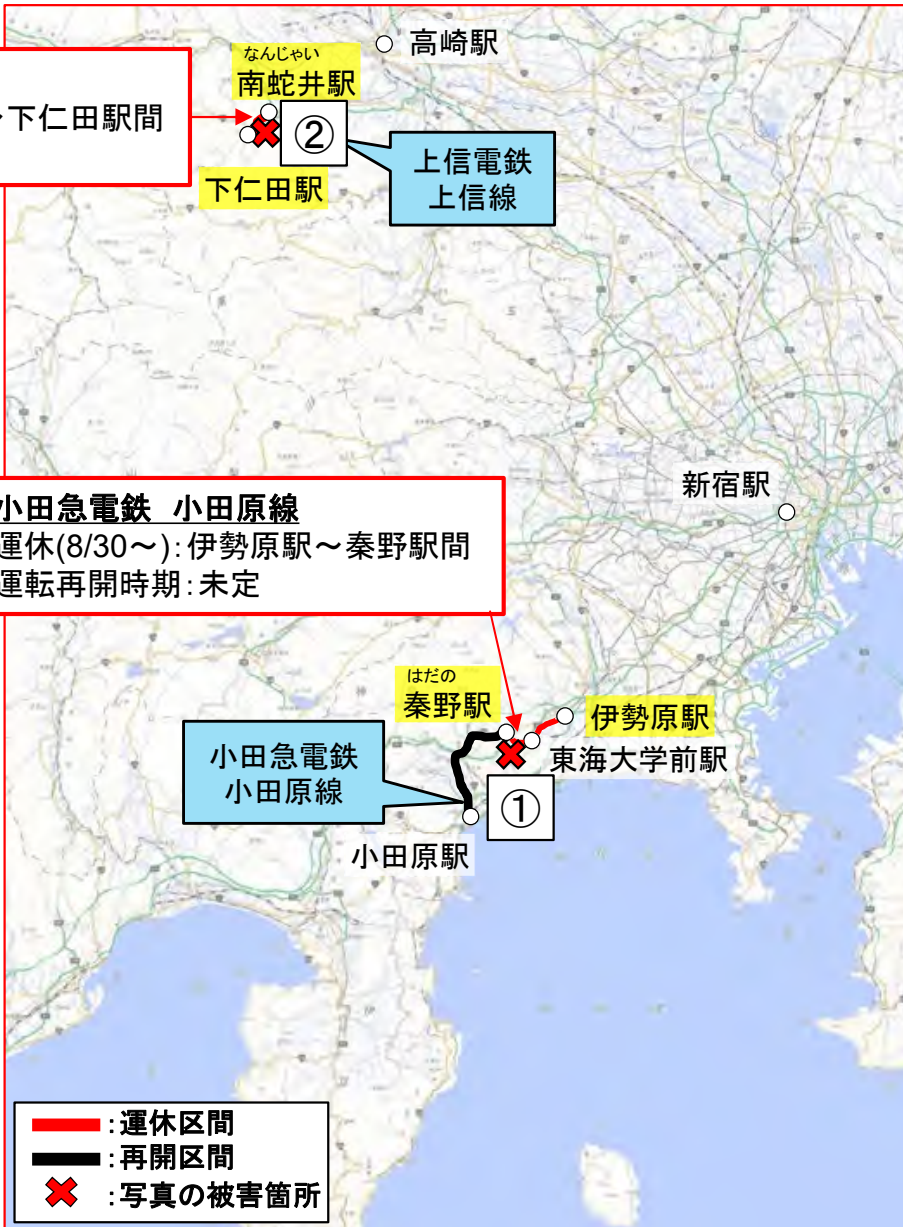 高崎駅
なんじゃい
南蛇井駅
下仁田駅間
②
上信電鉄
上信線
下仁田駅
新宿駅
小田急電鉄 小田原線
運休(8/30～):伊勢原駅～秦野駅間
運転再開時期:未定
はだの
秦野駅
伊勢原駅
東海大学前駅
小田急電鉄
小田原線
①
小田原駅
:運休区間
:再開区間
:写真の被害箇所